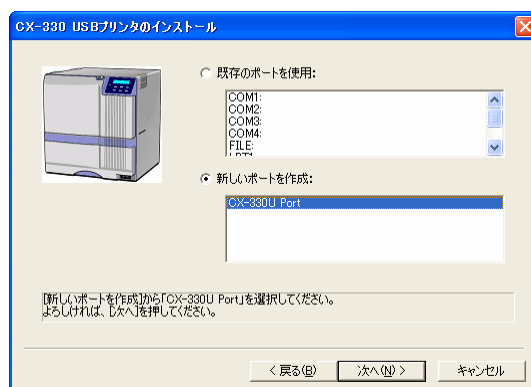 CX-330 USBプリンタのインストール
既存のポートを使用:
COM1:
COM2:
COM3:
COM4:
FILE:
新しいポートを作成:
CX-330U Port
[新しいポートを作成]から「CX-330U Port」を選択してください。
よろしければ、[次へ]を押してください。
< 戻る(B)
次へ(N) >
キャンセル